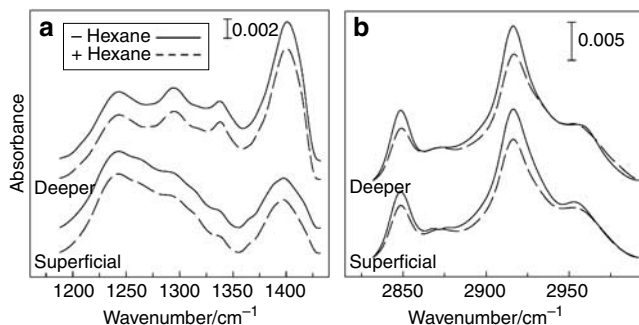 a
− Hexane
+ Hexane
0.002
Deeper
Superficial
Absorbance
1200 1250 1300 1350 1400
Wavenumber/cm⁻¹
b
0.005
Deeper
Superficial
2850 2900 2950
Wavenumber/cm⁻¹